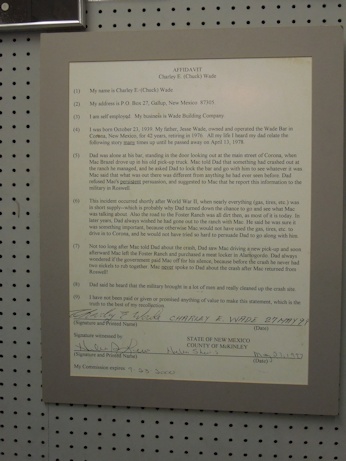 AFFIDAVIT
Charley E. (Chuck) Wade
(1) My name is Charley E. (Chuck) Wade
(2) My address is P.O. Box 27, Gallup, New Mexico 87305
(3) I am self employed. My business is Wade Building Company
(4) I was born October 23, 1939. My father, Jesse Wade, owned and operated the Wade Bar in
Corona, New Mexico, for 42 years, retiring in 1976. All my life I heard my dad relate the
following story many times up until he passed away on April 13, 1978.
(5) Dad was alone at his bar, standing in the door looking out at the main street of Corona, when
Mac Brazel drove up in his old pick-up truck. Mac told Dad that something had crashed out at
the ranch he managed, and he asked Dad to lock the bar and go with him to see whatever it was
Mac said that what was out there was different from anything he had ever seen before. Dad
refused Mac's persistent persuasion, and suggested to Mac that he report this information to the
military in Roswell.
(6) This incident occurred shortly after World War II, when nearly everything (gas, tires, etc.) was
in short supply--which is probably why Dad turned down the chance to go and see what Mac
was talking about. Also the road to the Foster Ranch was all dirt then, as most of it is today. In
later years, Dad always wished he had gone out to the ranch with Mac. He said he was sure it
was something important, because otherwise Mac would not have used the gas, tires, etc. to
drive in to Corona, and he would not have tried so hard to persuade Dad to go along with him
(7) Not too long after Mac told Dad about the crash, Dad saw Mac driving a new pick-up and soon
afterward Mac left the Foster Ranch and purchased a meat locker in Alamogordo. Dad always
wondered if the government paid Mac off for his silence, because before the crash he never had
two nickels to rub together. Mac never spoke to Dad about the crash after Mac returned from
Roswell!
(8) Dad said he heard that the military brought in a lot of men and really cleaned up the crash site.
(9) I have not been paid or given or promised anything of value to make this statement, which is the
truth to the best of my recollection
Charley E. Wade CHARLEY E. WADE 27 MAY
(Signature and Printed Name) (Date)
Signature witnessed by
STATE OF NEW MEXICO
COUNTY OF McKINLEY
(Signature and Printed Name) (Date)
My Commission expires